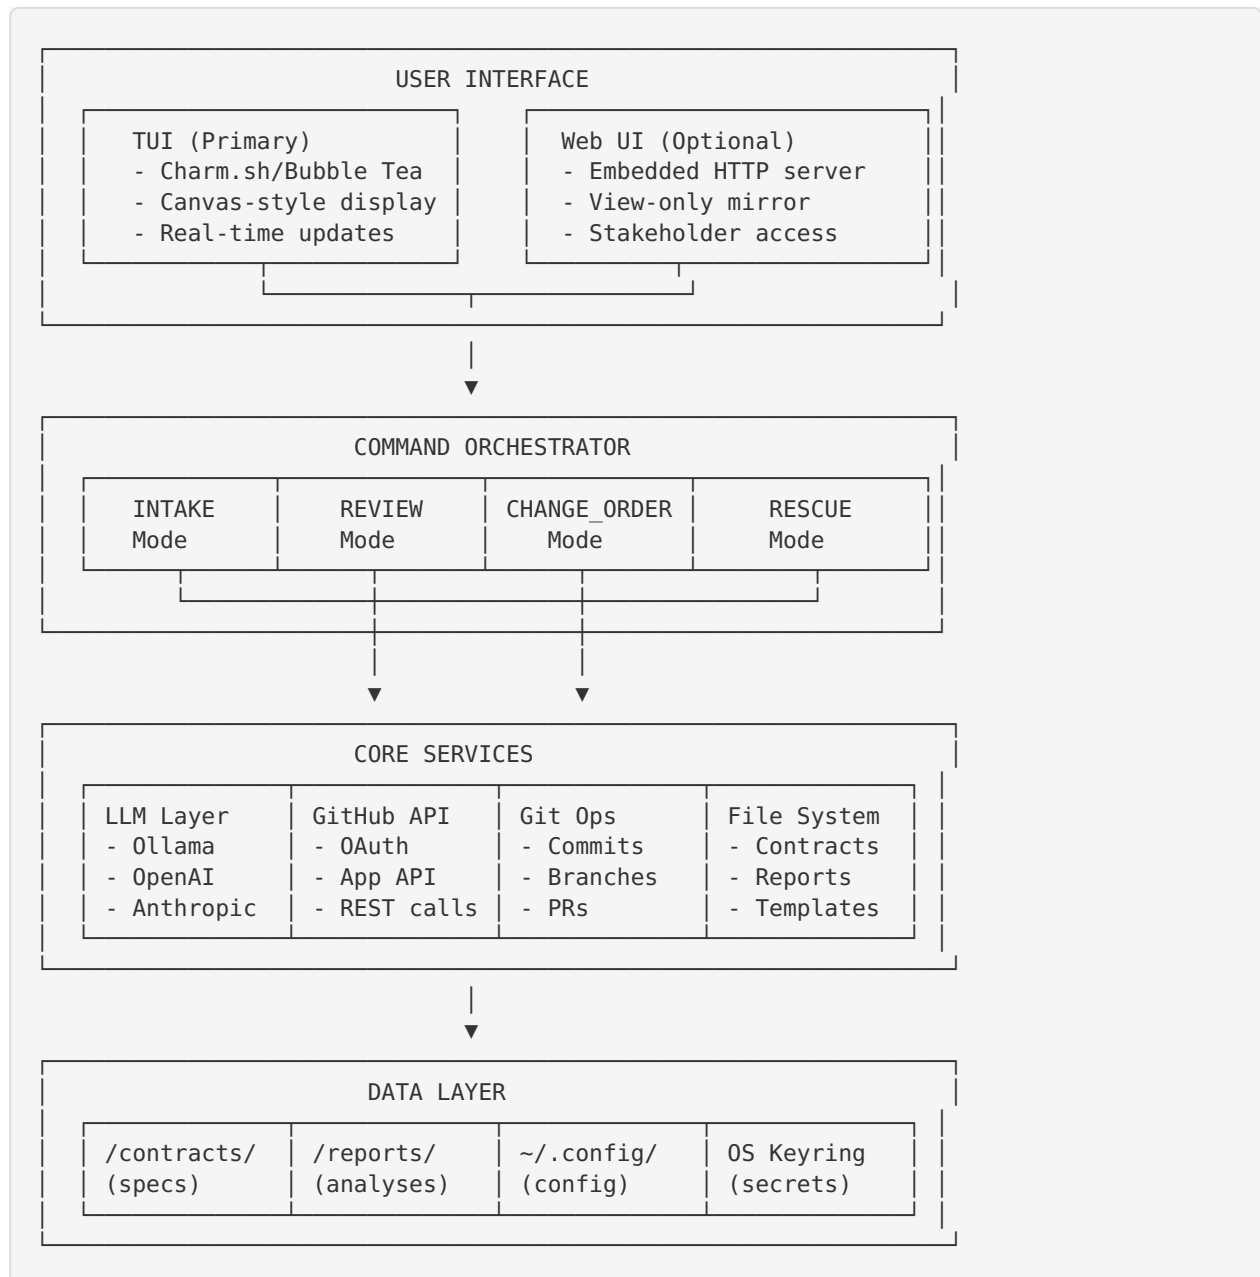 USER INTERFACE
TUI (Primary) Web UI (Optional)
- Charm.sh/Bubble Tea - Embedded HTTP server
- Canvas-style display - View-only mirror
- Real-time updates - Stakeholder access
COMMAND ORCHESTRATOR
INTAKE REVIEW CHANGE_ORDER RESCUE
Mode Mode Mode Mode
CORE SERVICES
LLM Layer GitHub API Git Ops File System
- Ollama - OAuth - Commits - Contracts
- OpenAI - App API - Branches - Reports
- Anthropic - REST calls - PRs - Templates
DATA LAYER
/contracts/ /reports/ ~/.config/ OS Keyring
(specs) (analyses) (config) (secrets)